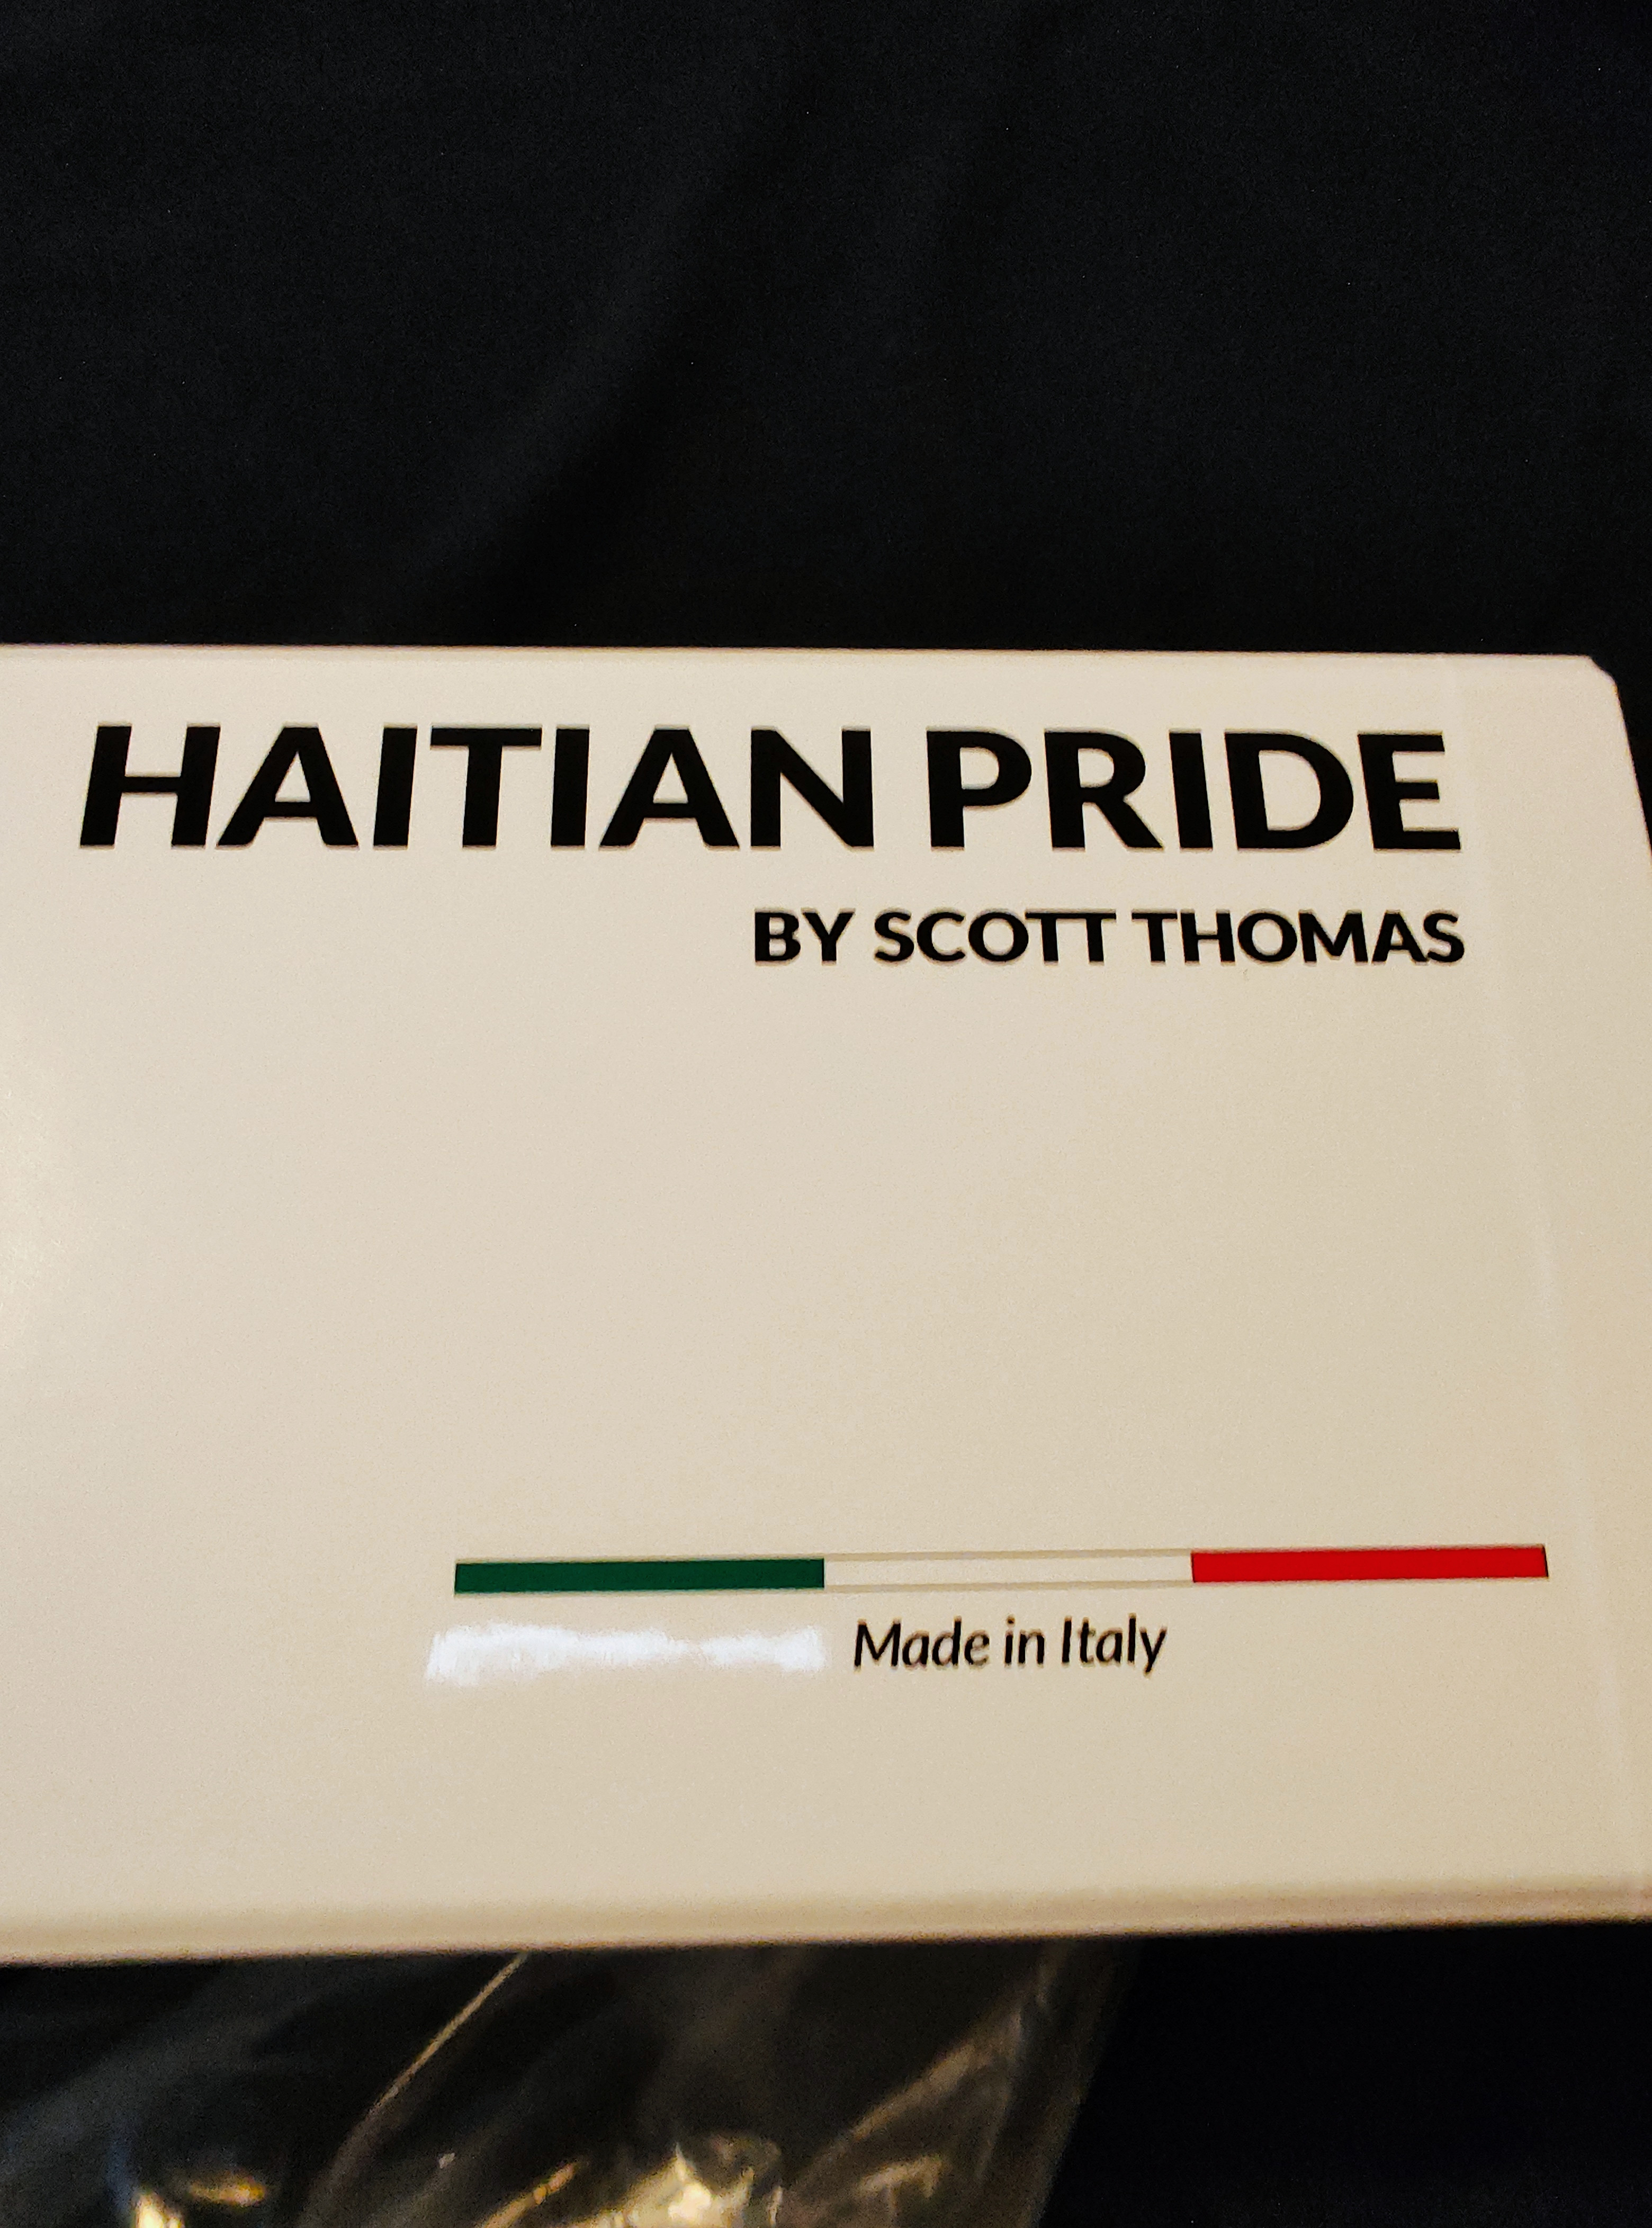 HAITIAN PRIDE
BY SCOTT THOMAS
Made in Italy